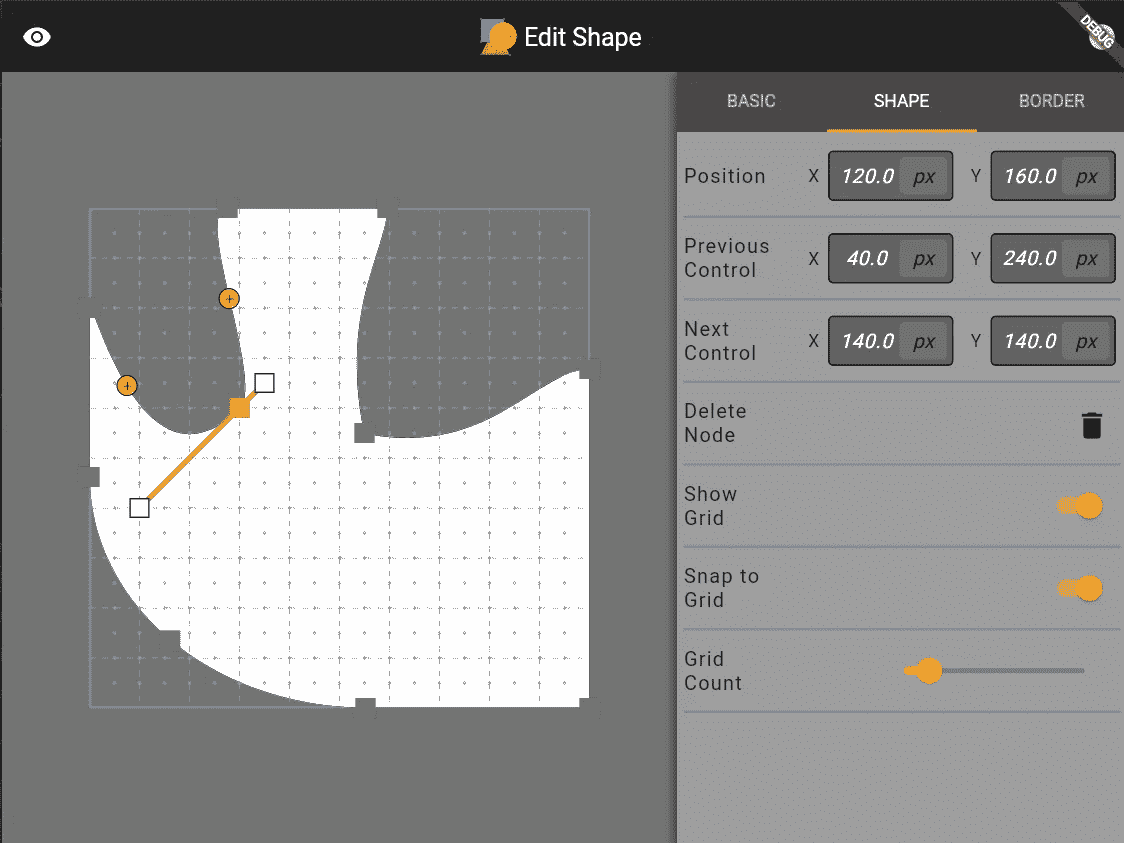 Edit Shape
DEBUG
BASIC SHAPE BORDER
Position X 120.0 px Y 160.0 px
Previous
Control X 40.0 px Y 240.0 px
Next
Control X 140.0 px Y 140.0 px
Delete
Node
Show
Grid
Snap to
Grid
Grid
Count